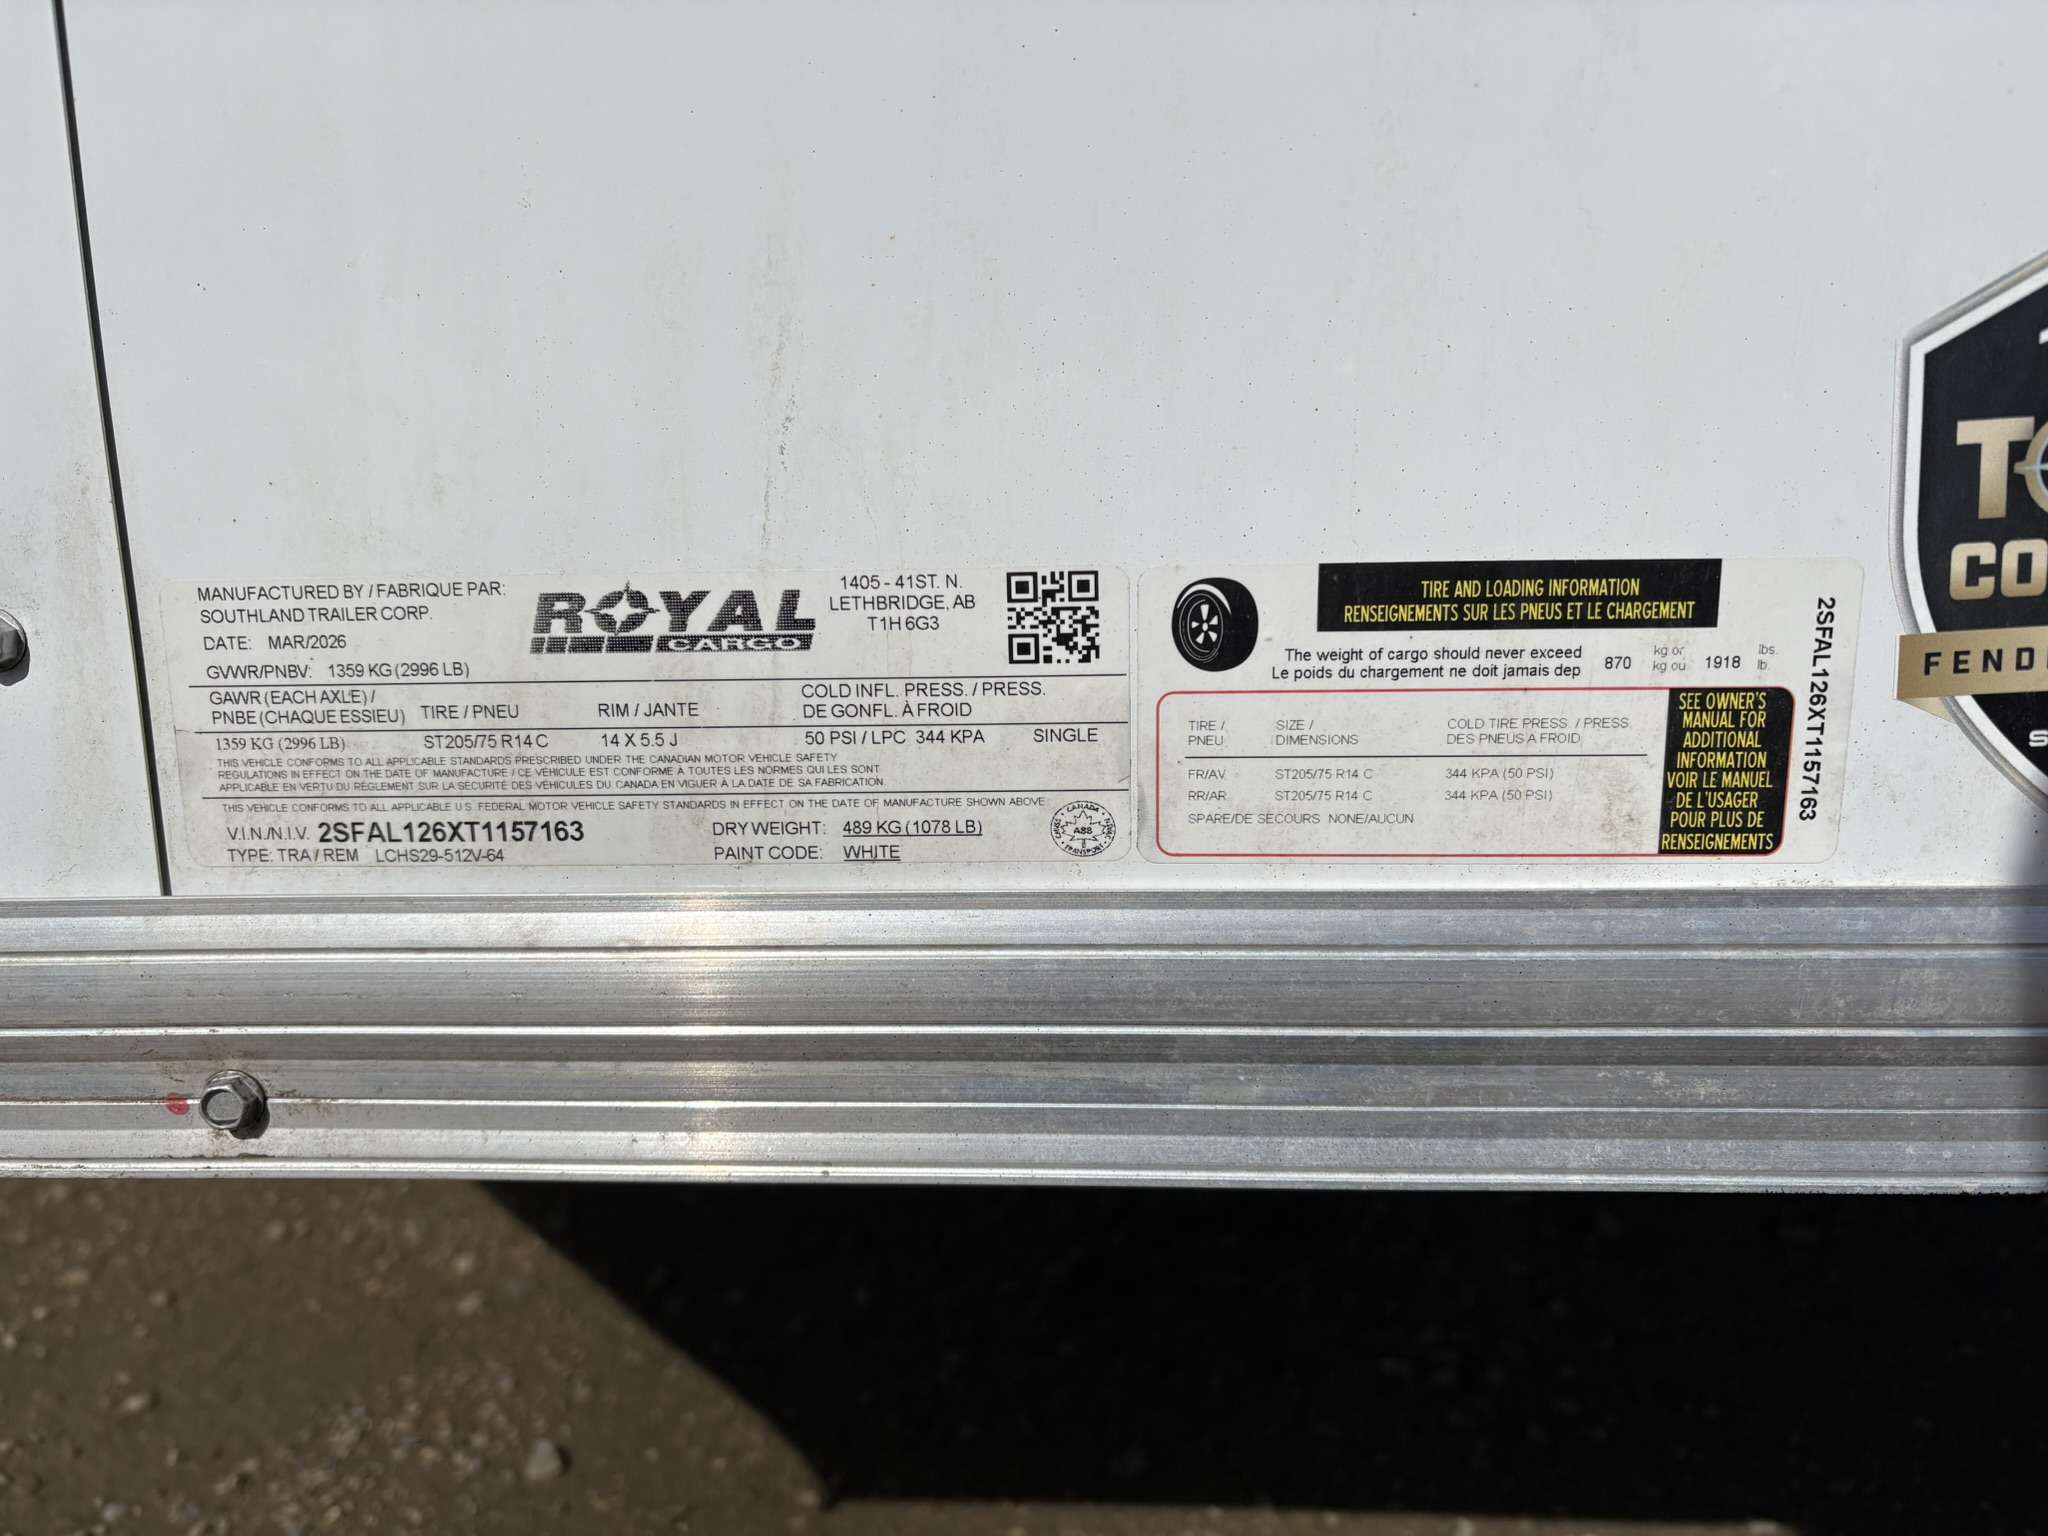 MANUFACTURED BY / FABRIQUE PAR:
SOUTHLAND TRAILER CORP.
DATE: MAR/2026
GVWR/PNBV: 1359 KG (2996 LB)
ROYAL
CARGO
1405 - 41ST. N.
LETHBRIDGE, AB
T1H 6G3
GAWR (EACH AXLE) /
PNBE (CHAQUE ESSIEU)
TIRE / PNEU
RIM / JANTE
COLD INFL. PRESS. / PRESS.
DE GONFL. À FROID
1359 KG (2996 LB) ST205/75 R14 C 14 X 5.5 J 50 PSI / LPC 344 KPA SINGLE
THIS VEHICLE CONFORMS TO ALL APPLICABLE STANDARDS PRESCRIBED UNDER THE CANADIAN MOTOR VEHICLE SAFETY
REGULATIONS IN EFFECT ON THE DATE OF MANUFACTURE / CE VÉHICULE EST CONFORME À TOUTES LES NORMES QUI LES SONT
APPLICABLE EN VERTU DU RÉGLEMENT SUR LA SÉCURITÉ DES VÉHICULES DU CANADA EN VIGUER À LA DATE DE SA FABRICATION.
THIS VEHICLE CONFORMS TO ALL APPLICABLE U.S. FEDERAL MOTOR VEHICLE SAFETY STANDARDS IN EFFECT ON THE DATE OF MANUFACTURE SHOWN ABOVE
V.I.N./N.I.V. 2SFAL126XT1157163
TYPE: TRA / REM LCHS29-512V-64
DRY WEIGHT: 489 KG (1078 LB)
PAINT CODE: WHITE
CANADA
A88
TRANSPORT
TIRE AND LOADING INFORMATION
RENSEIGNEMENTS SUR LES PNEUS ET LE CHARGEMENT
The weight of cargo should never exceed
Le poids du chargement ne doit jamais dep
870
kg or
kg ou
1918
lbs.
lb.
TIRE /
PNEU
SIZE /
DIMENSIONS
COLD TIRE PRESS. / PRESS.
DES PNEUS A FROID
FR/AV ST205/75 R14 C 344 KPA (50 PSI)
RR/AR ST205/75 R14 C 344 KPA (50 PSI)
SPARE/DE SECOURS NONE/AUCUN
SEE OWNER'S
MANUAL FOR
ADDITIONAL
INFORMATION
VOIR LE MANUEL
DE L'USAGER
POUR PLUS DE
RENSEIGNEMENTS
2SFAL126XT1157163
CO
FEND